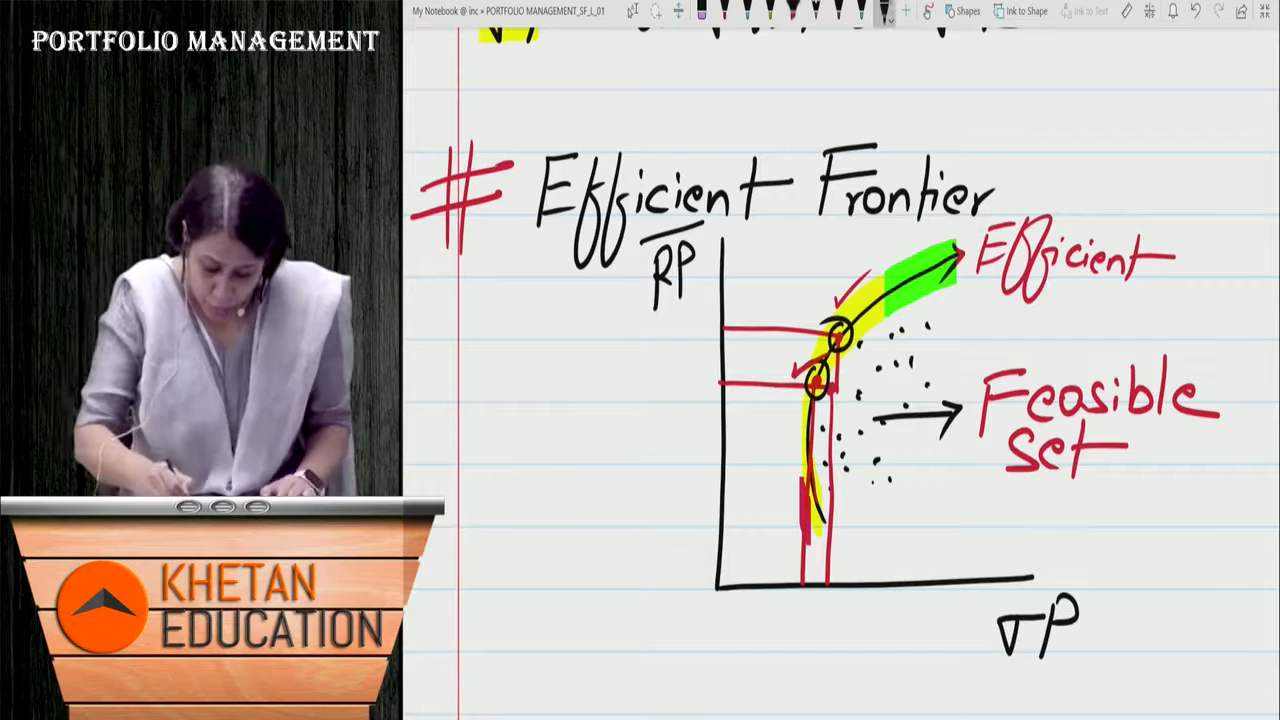 PORTFOLIO MANAGEMENT
My Notebook @ inc » PORTFOLIO MANAGEMENT_SF_L_01
Shapes
Ink to Shape
Ink to Text
# Efficient Frontier
RP
Efficient
Feasible
set
σP
KHETAN
EDUCATION